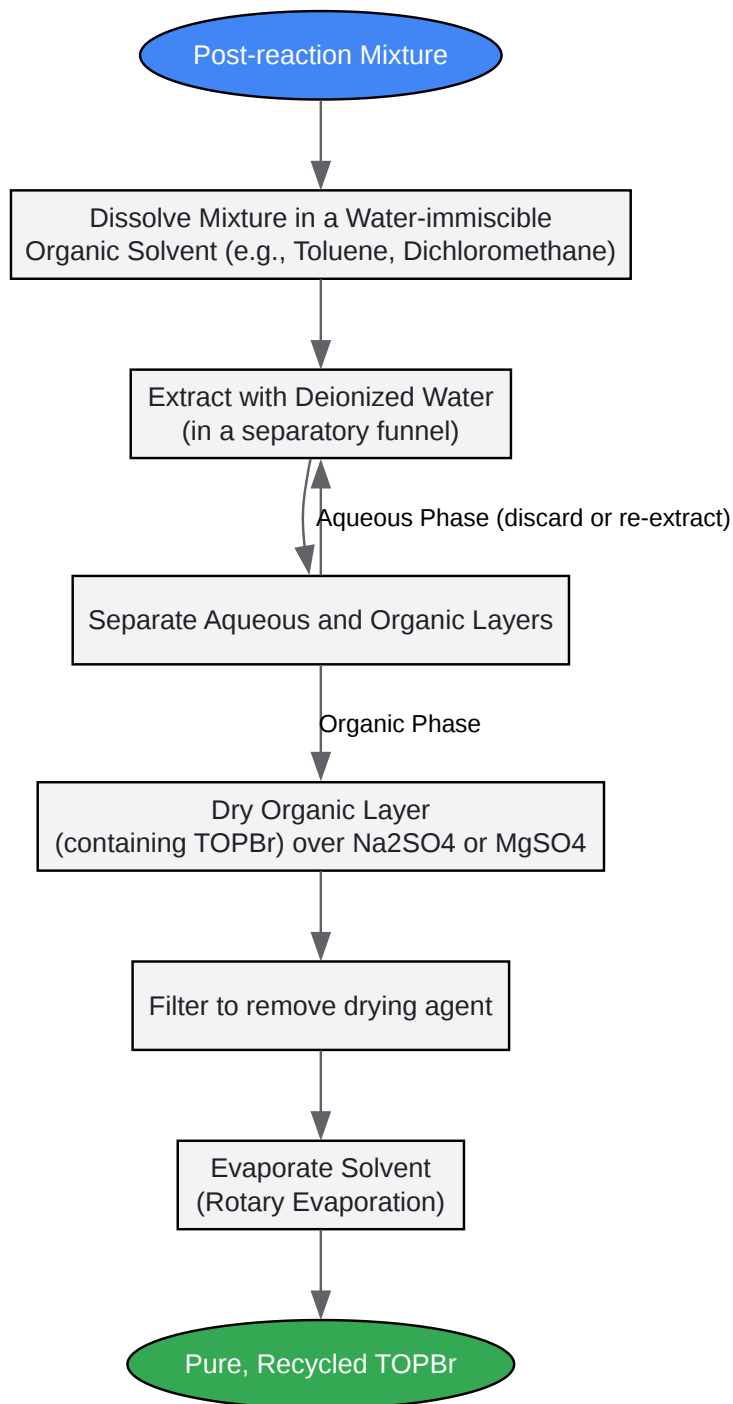 Post-reaction Mixture
Dissolve Mixture in a Water-immiscible
Organic Solvent (e.g., Toluene, Dichloromethane)
Extract with Deionized Water
(in a separatory funnel)
Aqueous Phase (discard or re-extract)
Separate Aqueous and Organic Layers
Organic Phase
Dry Organic Layer
(containing TOPBr) over Na2SO4 or MgSO4
Filter to remove drying agent
Evaporate Solvent
(Rotary Evaporation)
Pure, Recycled TOPBr